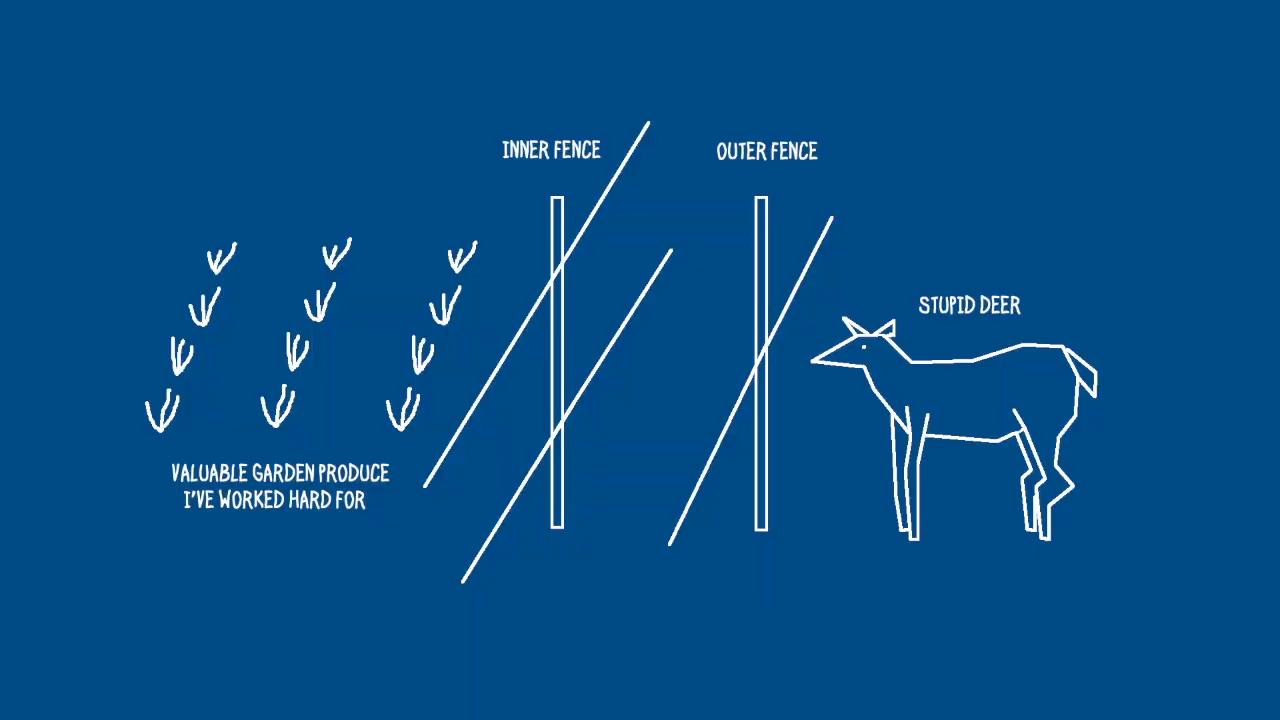 INNER FENCE
OUTER FENCE
STUPID DEER
VALUABLE GARDEN PRODUCE
I'VE WORKED HARD FOR